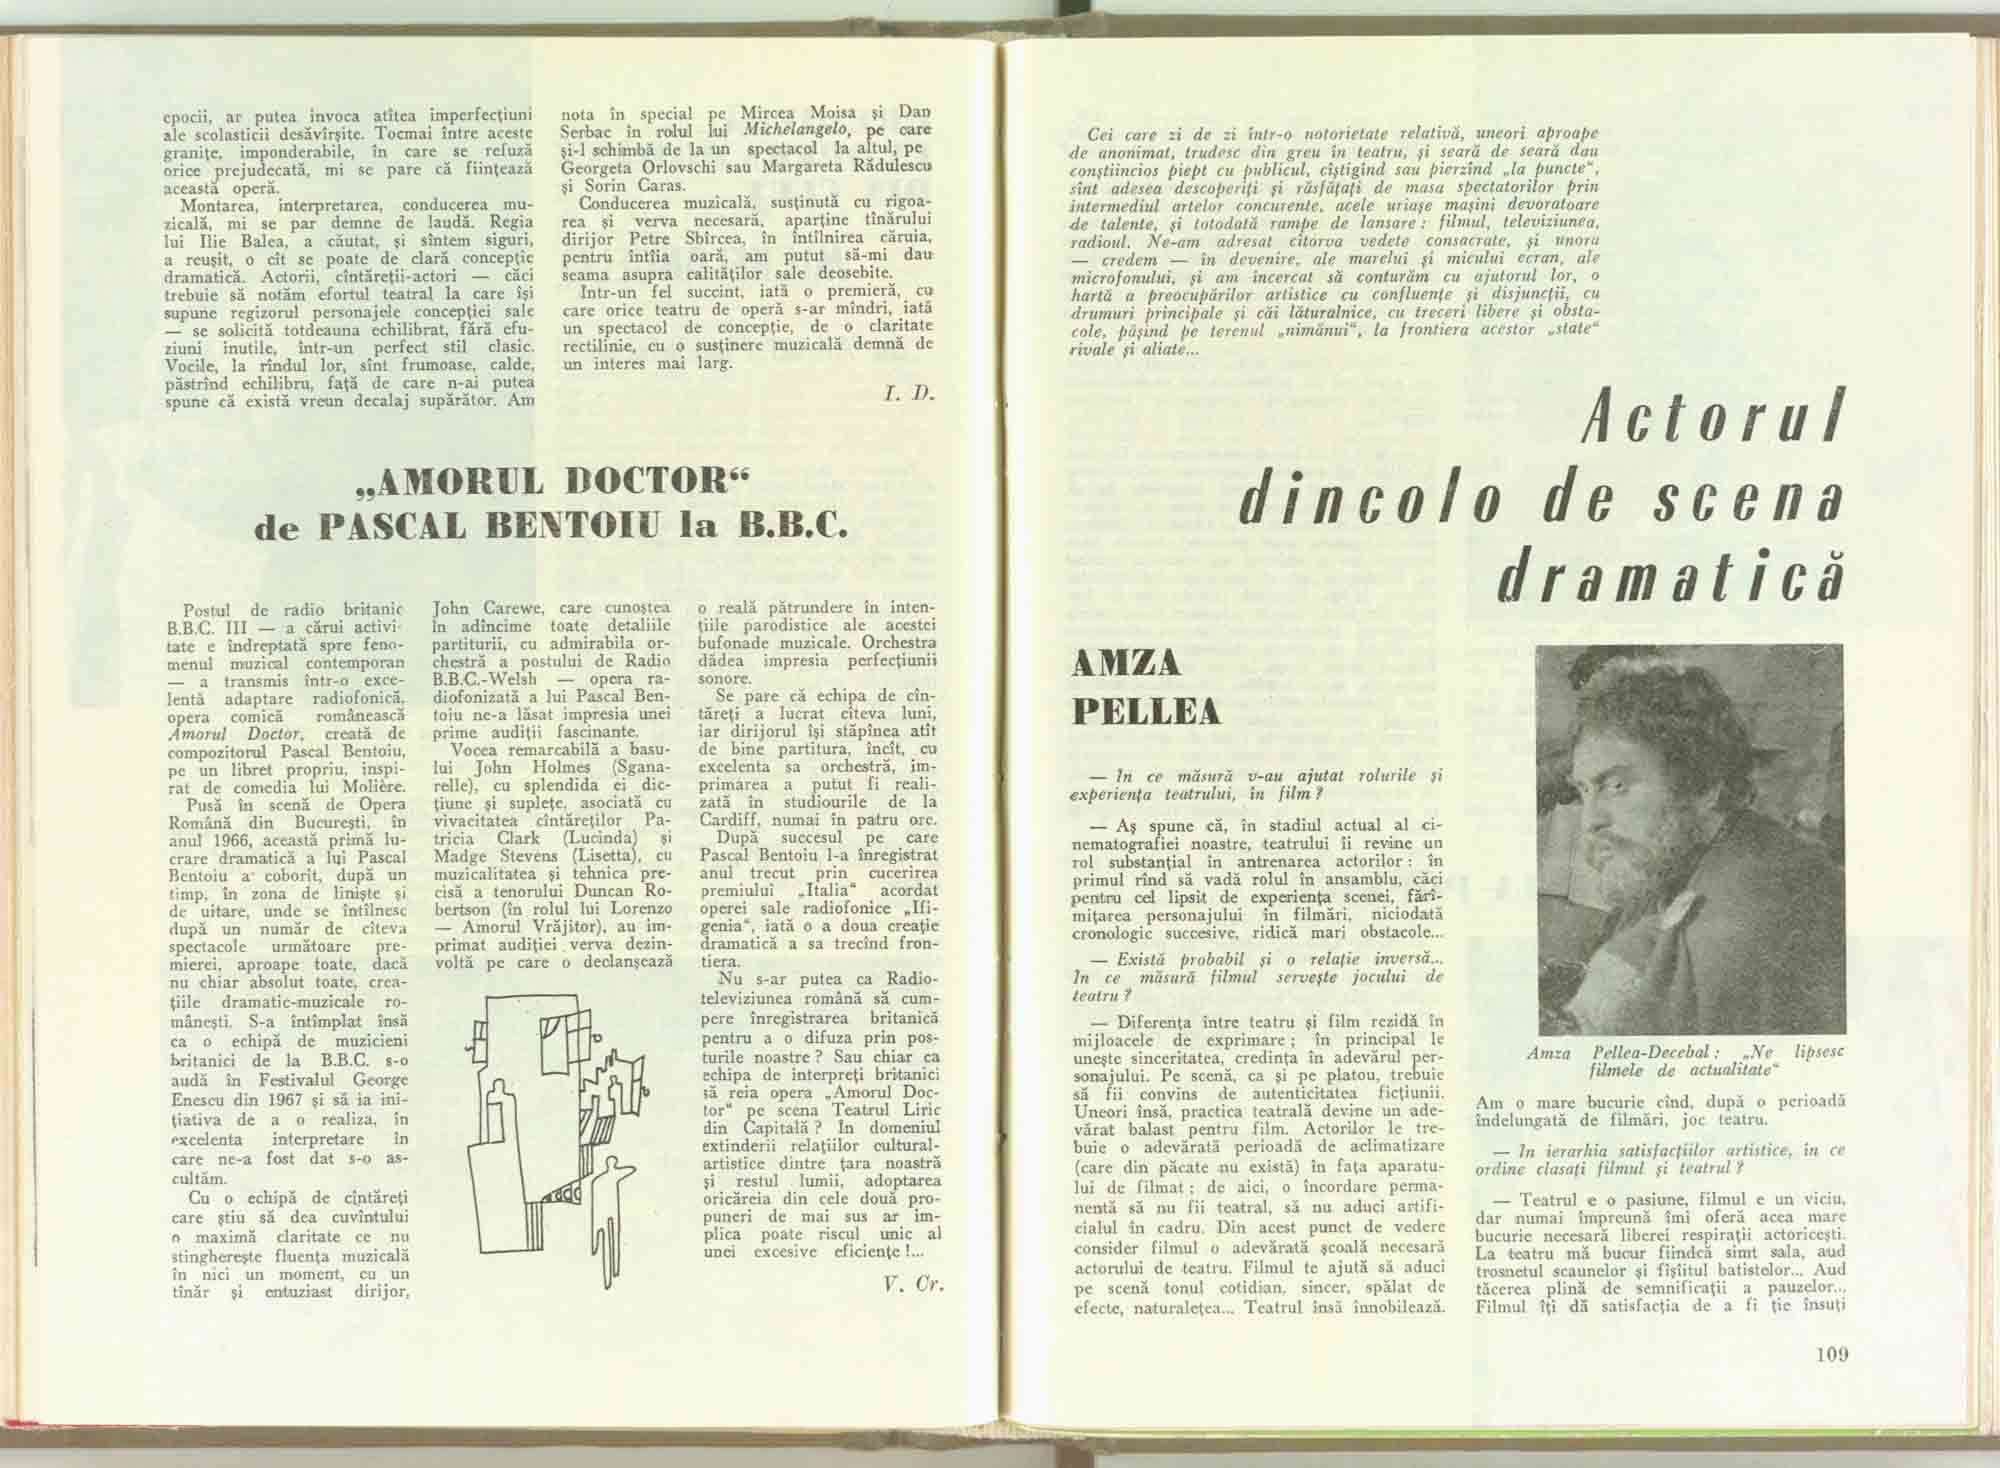 epocii, ar putea invoca atîtea imperfecțiuni
ale scolasticii desăvîrșite. Tocmai între aceste
granițe, imponderabile, în care se refuză
orice prejudecată, mi se pare că ființează
această operă.
Montarea, interpretarea, conducerea mu-
zicală, mi se par demne de laudă. Regia
lui Ilie Balea, a căutat, și sîntem siguri,
a reușit, o cît se poate de clară concepție
dramatică. Actorii, cîntăreții-actori — căci
trebuie să notăm efortul teatral la care își
supune regizorul personajele concepției sale
— se solicită totdeauna echilibrat, fără efu-
ziuni inutile, într-un perfect stil clasic.
Vocile, la rîndul lor, sînt frumoase, calde,
păstrînd echilibru, față de care n-ai putea
spune că există vreun decalaj supărător. Am
nota în special pe Mircea Moisa și Dan
Serbac în rolul lui Michelangelo, pe care
și-l schimbă de la un spectacol la altul, pe
Georgeta Orlovschi sau Margareta Rădulescu
și Sorin Caras.
Conducerea muzicală, susținută cu rigoa-
rea și verva necesară, aparține tînărului
dirijor Petre Sbîrcea, în întîlnirea căruia,
pentru întîia oară, am putut să-mi dau
seama asupra calităților sale deosebite.
Intr-un fel succint, iată o premieră, cu
care orice teatru de operă s-ar mîndri, iată
un spectacol de concepție, de o claritate
rectilinie, cu o susținere muzicală demnă de
un interes mai larg.
I. D.
„AMORUL DOCTOR“
de PASCAL BENTOIU la B.B.C.
Postul de radio britanic
B.B.C. III — a cărui activi-
tate e îndreptată spre feno-
menul muzical contemporan
— a transmis într-o exce-
lentă adaptare radiofonică,
opera comică românească
Amorul Doctor, creată de
compozitorul Pascal Bentoiu,
pe un libret propriu, inspi-
rat de comedia lui Molière.
Pusă în scenă de Opera
Română din București, în
anul 1966, această primă lu-
crare dramatică a lui Pascal
Bentoiu a coborît, după un
timp, în zona de liniște și
de uitare, unde se întîlnesc
după un număr de cîteva
spectacole următoare pre-
mierei, aproape toate, dacă
nu chiar absolut toate, crea-
țiile dramatic-muzicale ro-
mânești. S-a întîmplat însă
ca o echipă de muzicieni
britanici de la B.B.C. s-o
audă în Festivalul George
Enescu din 1967 și să ia ini-
țiativa de a o realiza, în
excelenta interpretare în
care ne-a fost dat s-o as-
cultăm.
Cu o echipă de cîntăreți
care știu să dea cuvîntului
o maximă claritate ce nu
stingherește fluența muzicală
în nici un moment, cu un
tînăr și entuziast dirijor,
John Carewe, care cunoștea
în adîncime toate detaliile
partiturii, cu admirabila or-
chestră a postului de Radio
B.B.C.-Welsh — opera ra-
diofonizată a lui Pascal Ben-
toiu ne-a lăsat impresia unei
prime audiții fascinante.
Vocea remarcabilă a basu-
lui John Holmes (Sgana-
relle), cu splendida ei dic-
țiune și suplețe, asociată cu
vivacitatea cîntăreților Pa-
tricia Clark (Lucinda) și
Madge Stevens (Lisetta), cu
muzicalitatea și tehnica pre-
cisă a tenorului Duncan Ro-
bertson (în rolul lui Lorenzo
— Amorul Vrăjitor), au im-
primat audiției verva dezin-
voltă pe care o declanșează
o reală pătrundere în inten-
țiile parodistice ale acestei
bufonade muzicale. Orchestra
dădea impresia perfecțiunii
sonore.
Se pare că echipa de cîn-
tăreți a lucrat cîteva luni,
iar dirijorul își stăpînea atît
de bine partitura, încît, cu
excelenta sa orchestră, im-
primarea a putut fi reali-
zată în studiourile de la
Cardiff, numai în patru ore.
După succesul pe care
Pascal Bentoiu l-a înregistrat
anul trecut prin cucerirea
premiului „Italia“ acordat
operei sale radiofonice „Ifi-
genia“, iată o a doua creație
dramatică a sa trecînd fron-
tiera.
Nu s-ar putea ca Radio-
televiziunea română să cum-
pere înregistrarea britanică
pentru a o difuza prin pos-
turile noastre ? Sau chiar ca
echipa de interpreți britanici
să reia opera „Amorul Doc-
tor“ pe scena Teatrul Liric
din Capitală ? In domeniul
extinderii relațiilor cultural-
artistice dintre țara noastră
și restul lumii, adoptarea
oricăreia din cele două pro-
puneri de mai sus ar im-
plica poate riscul unic al
unei excesive eficiențe !...
V. Cr.
Cei care zi de zi într-o notorietate relativă, uneori aproape
de anonimat, trudesc din greu în teatru, și seară de seară dau
conștiincios piept cu publicul, cîștigînd sau pierzînd „la puncte“,
sînt adesea descoperiți și răsfățați de masa spectatorilor prin
intermediul artelor concurente, acele uriașe mașini devoratoare
de talente, și totodată rampe de lansare : filmul, televiziunea,
radioul. Ne-am adresat cîtorva vedete consacrate, și unora
— credem — în devenire, ale marelui și micului ecran, ale
microfonului, și am încercat să conturăm cu ajutorul lor, o
hartă a preocupărilor artistice cu confluențe și disjuncții, cu
drumuri principale și căi lăturalnice, cu treceri libere și obsta-
cole, pășind pe terenul „nimănui“, la frontiera acestor „state“
rivale și aliate...
Actorul
dincolo de scena
dramatică
AMZA
PELLEA
— In ce măsură v-au ajutat rolurile și
experiența teatrului, în film ?
— Aș spune că, în stadiul actual al ci-
nematografiei noastre, teatrului îi revine un
rol substanțial în antrenarea actorilor : în
primul rînd să vadă rolul în ansamblu, căci
pentru cel lipsit de experiența scenei, fărî-
mițarea personajului în filmări, niciodată
cronologic succesive, ridică mari obstacole...
— Există probabil și o relație inversă...
In ce măsură filmul servește jocului de
teatru ?
— Diferența între teatru și film rezidă în
mijloacele de exprimare ; în principal le
unește sinceritatea, credința în adevărul per-
sonajului. Pe scenă, ca și pe platou, trebuie
să fii convins de autenticitatea ficțiunii.
Uneori însă, practica teatrală devine un ade-
vărat balast pentru film. Actorilor le tre-
buie o adevărată perioadă de aclimatizare
(care din păcate nu există) în fața aparatu-
lui de filmat ; de aici, o încordare perma-
nentă să nu fii teatral, să nu aduci artifi-
cialul în cadru. Din acest punct de vedere
consider filmul o adevărată școală necesară
actorului de teatru. Filmul te ajută să aduci
pe scenă tonul cotidian, sincer, spălat de
efecte, naturalețea... Teatrul însă înnobilează.
Amza Pellea-Decebal : „Ne lipsesc
filmele de actualitate“
Am o mare bucurie cînd, după o perioadă
îndelungată de filmări, joc teatru.
— In ierarhia satisfacțiilor artistice, în ce
ordine clasați filmul și teatrul ?
— Teatrul e o pasiune, filmul e un viciu,
dar numai împreună îmi oferă acea mare
bucurie necesară liberei respirații actoricești.
La teatru mă bucur fiindcă simt sala, aud
trosnetul scaunelor și fîșîitul batistelor... Aud
tăcerea plină de semnificații a pauzelor...
Filmul îți dă satisfacția de a fi ție însuți
109